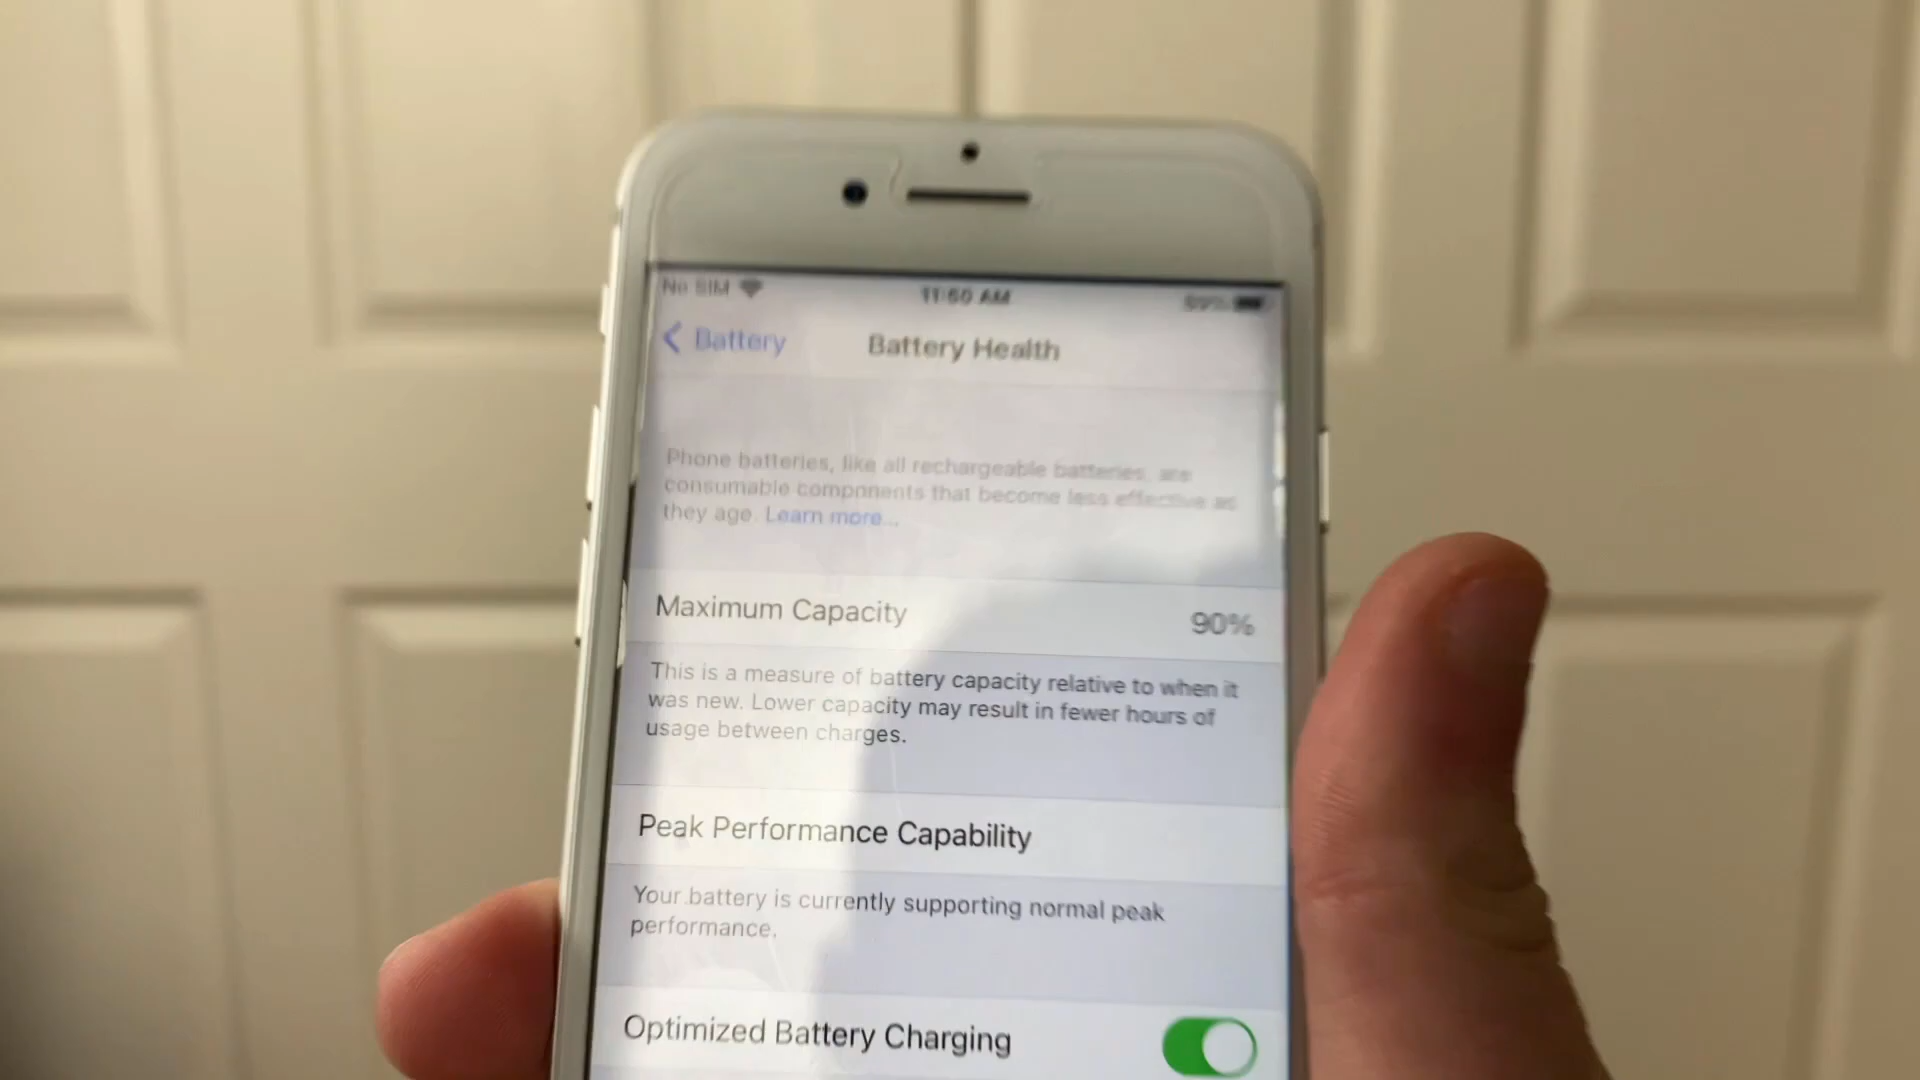 No SIM
11:50 AM
Battery
Battery Health
Phone batteries, like all rechargeable batteries, are
consumable components that become less effective as
they age. Learn more...
Maximum Capacity 90%
This is a measure of battery capacity relative to when it
was new. Lower capacity may result in fewer hours of
usage between charges.
Peak Performance Capability
Your battery is currently supporting normal peak
performance.
Optimized Battery Charging